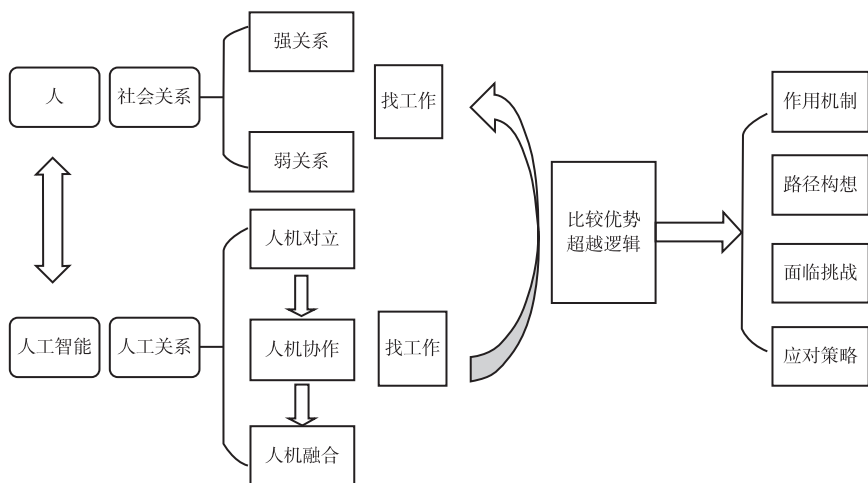 人
社会关系
强关系
弱关系
找工作
人工智能
人工关系
人机对立
人机协作
人机融合
找工作
比较优势
超越逻辑
作用机制
路径构想
面临挑战
应对策略